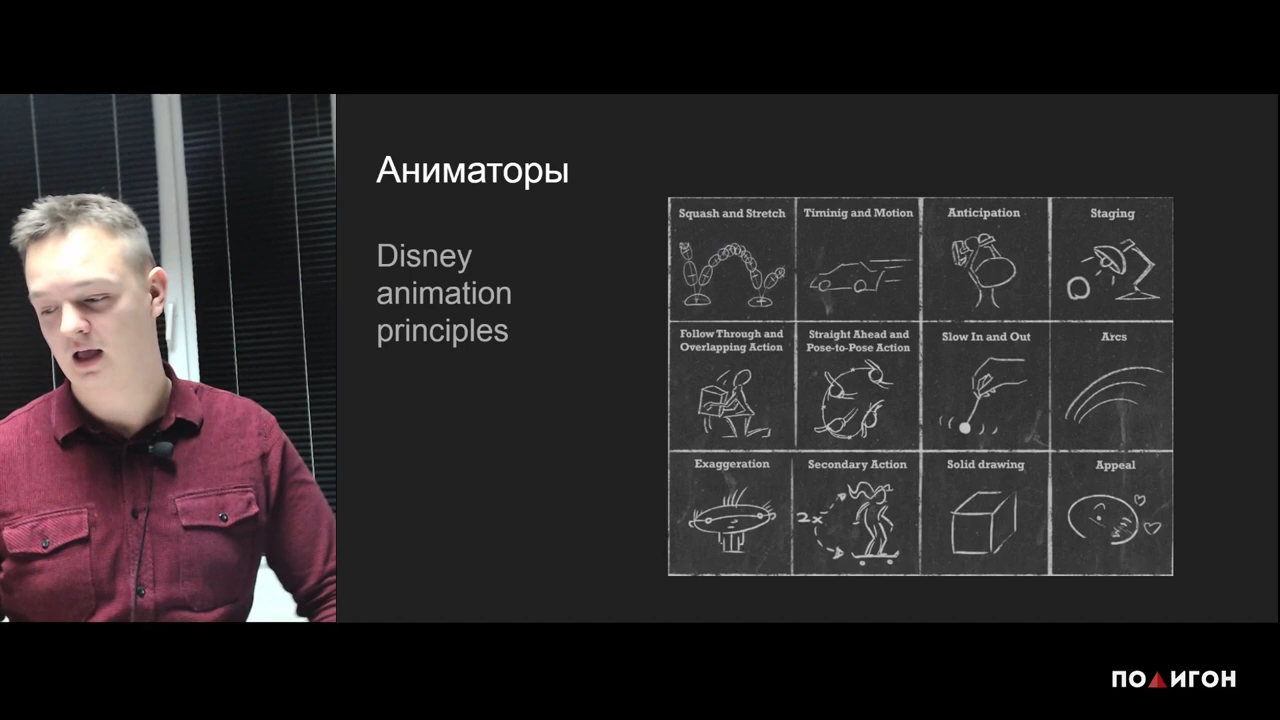 Аниматоры
Disney
animation
principles
Squash and Stretch
Timinig and Motion
Anticipation
Staging
Follow Through and
Overlapping Action
Straight Ahead and
Pose-to-Pose Action
Slow In and Out
Arcs
Exaggeration
Secondary Action
Solid drawing
Appeal
2x
ПОЛИГОН